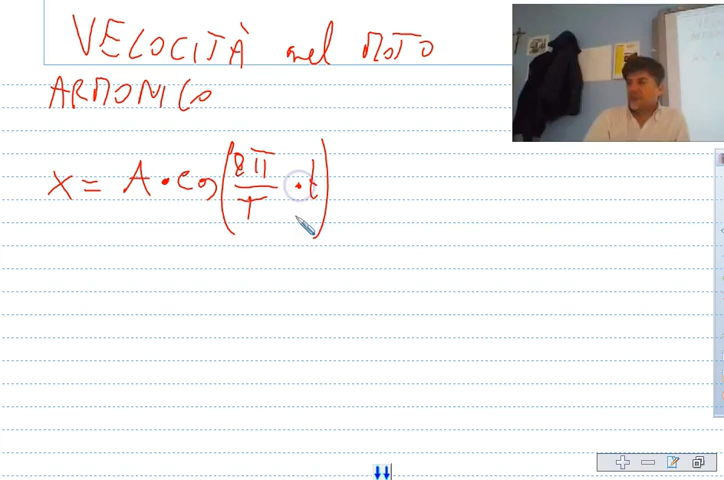 VELOCITÀ nel MOTO
ARMONICO
x = A · cos(2π/T · t)